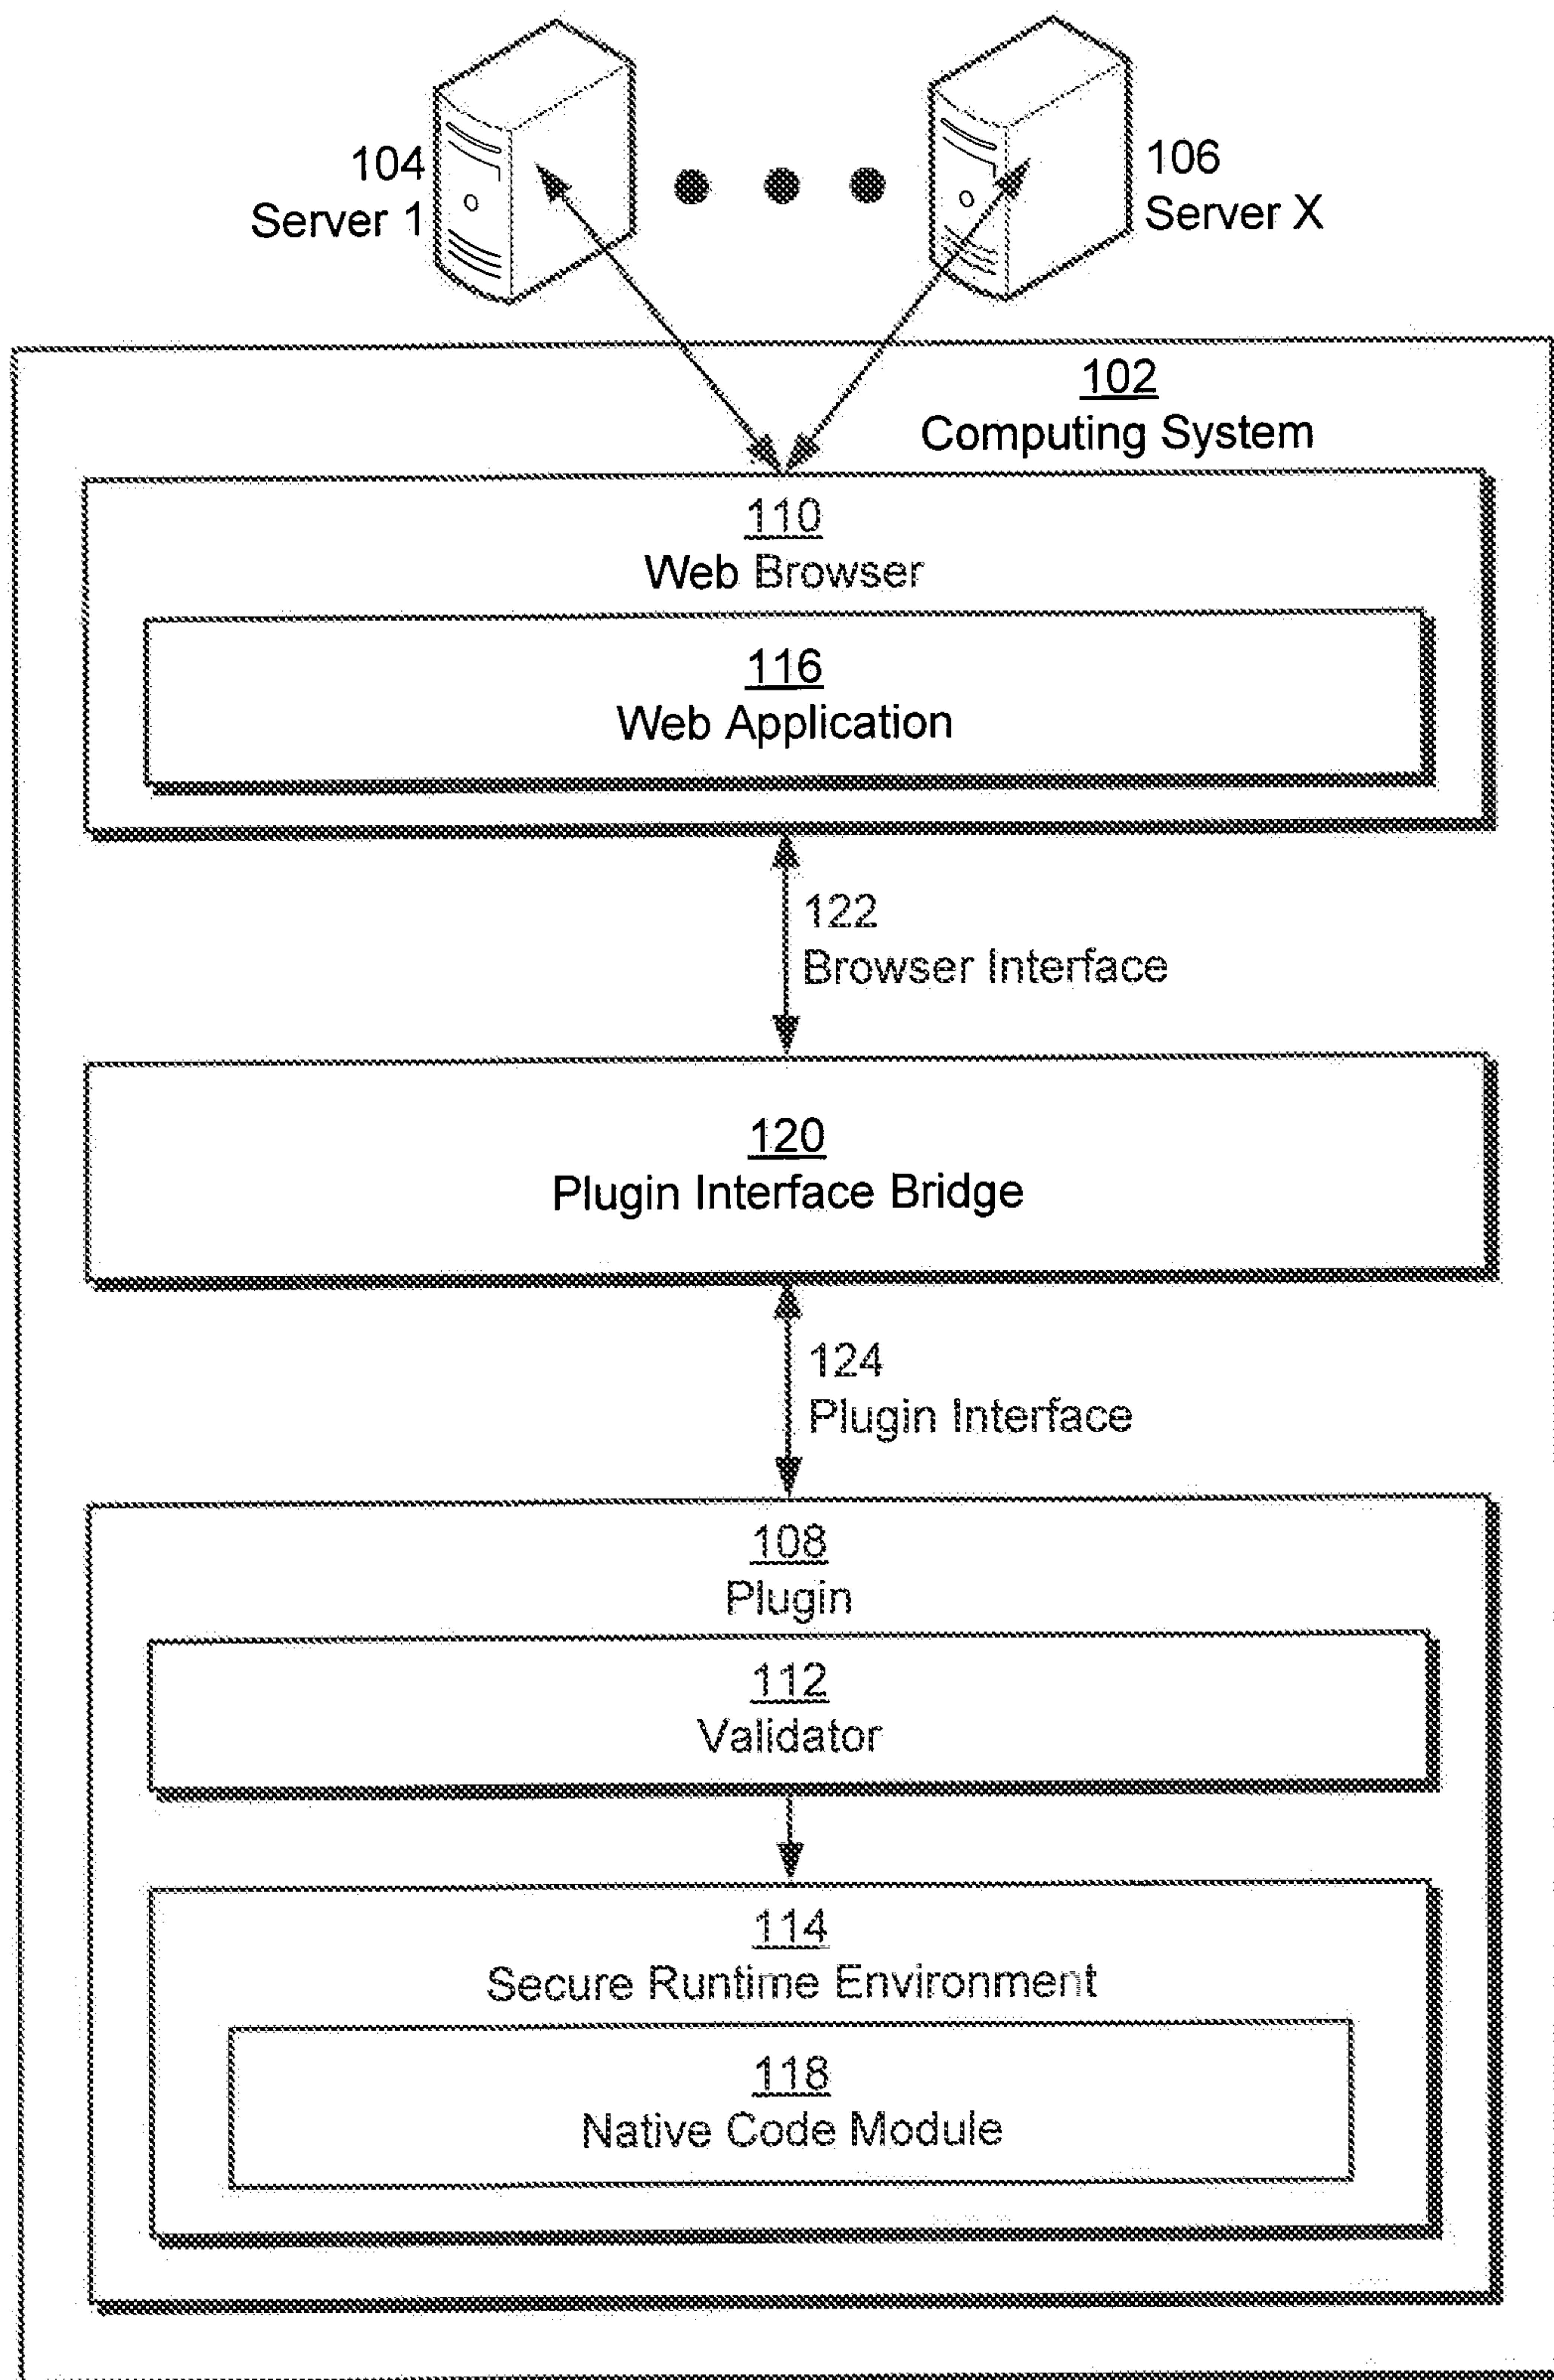 104
Server 1
106
Server X
102
Computing System
110
Web Browser
116
Web Application
122
Browser Interface
120
Plugin Interface Bridge
124
Plugin Interface
108
Plugin
112
Validator
114
Secure Runtime Environment
118
Native Code Module